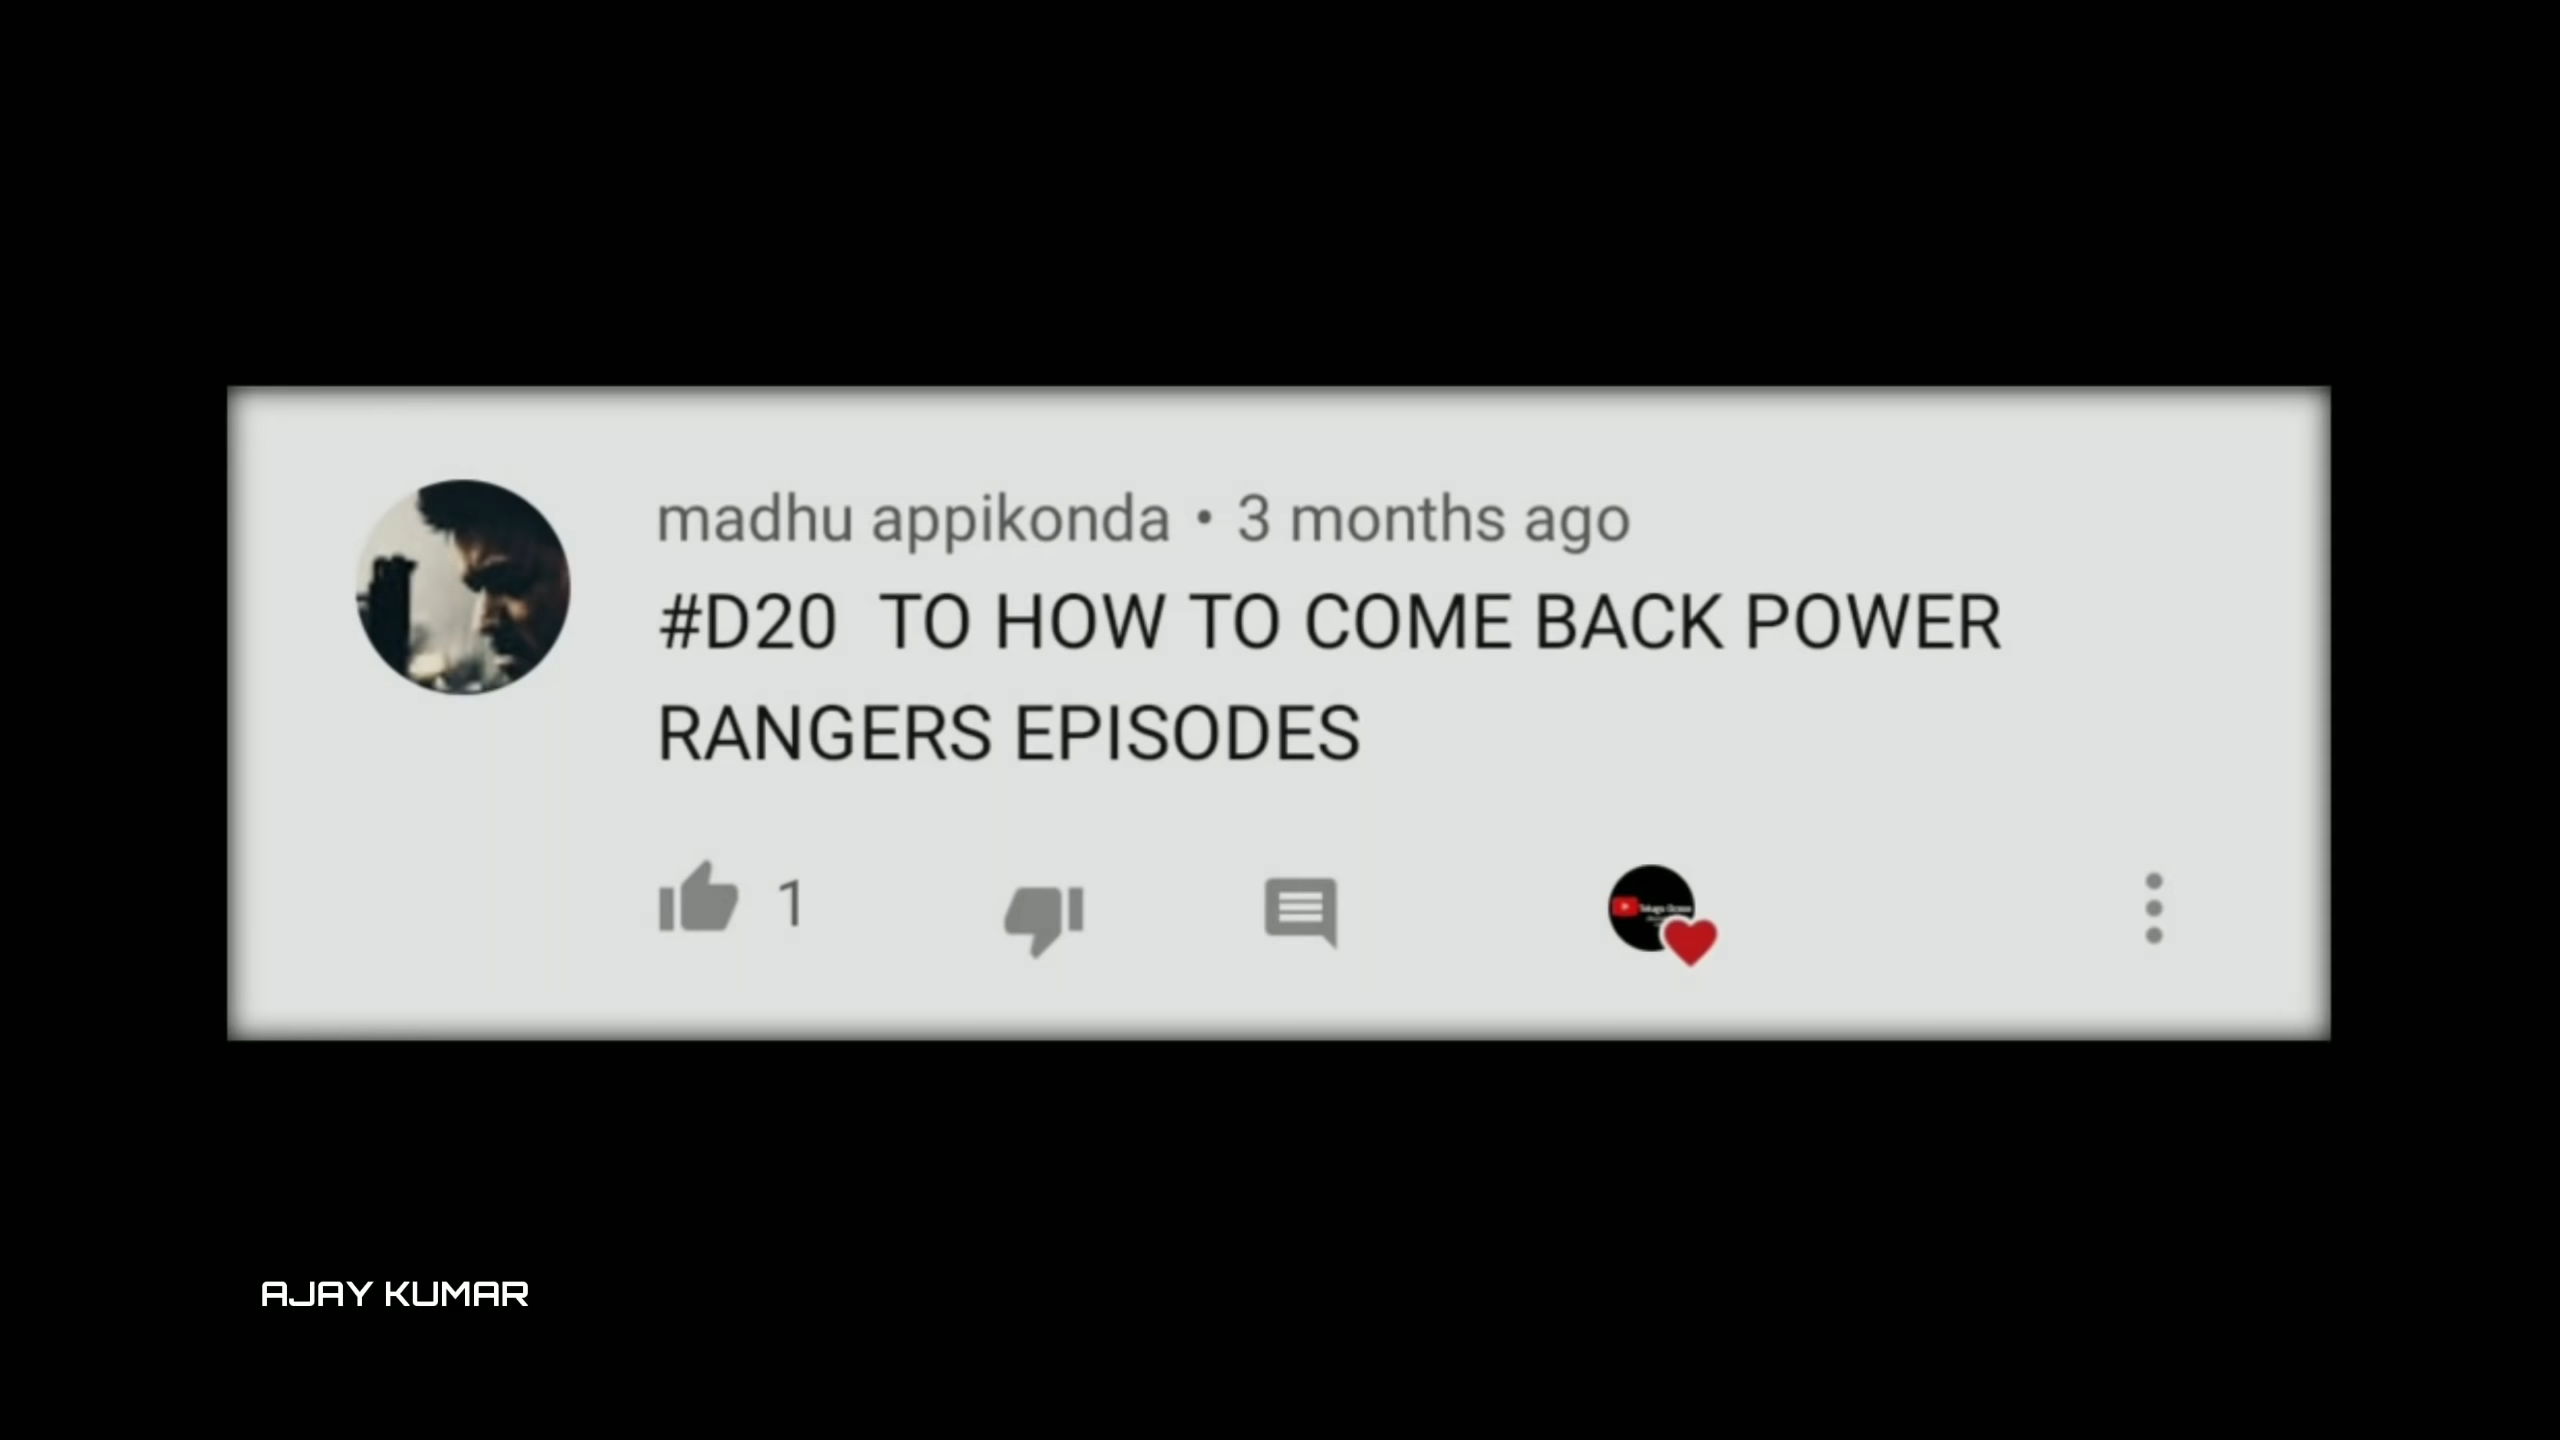 madhu appikonda • 3 months ago
#D20 TO HOW TO COME BACK POWER
RANGERS EPISODES
1
AJAY KUMAR